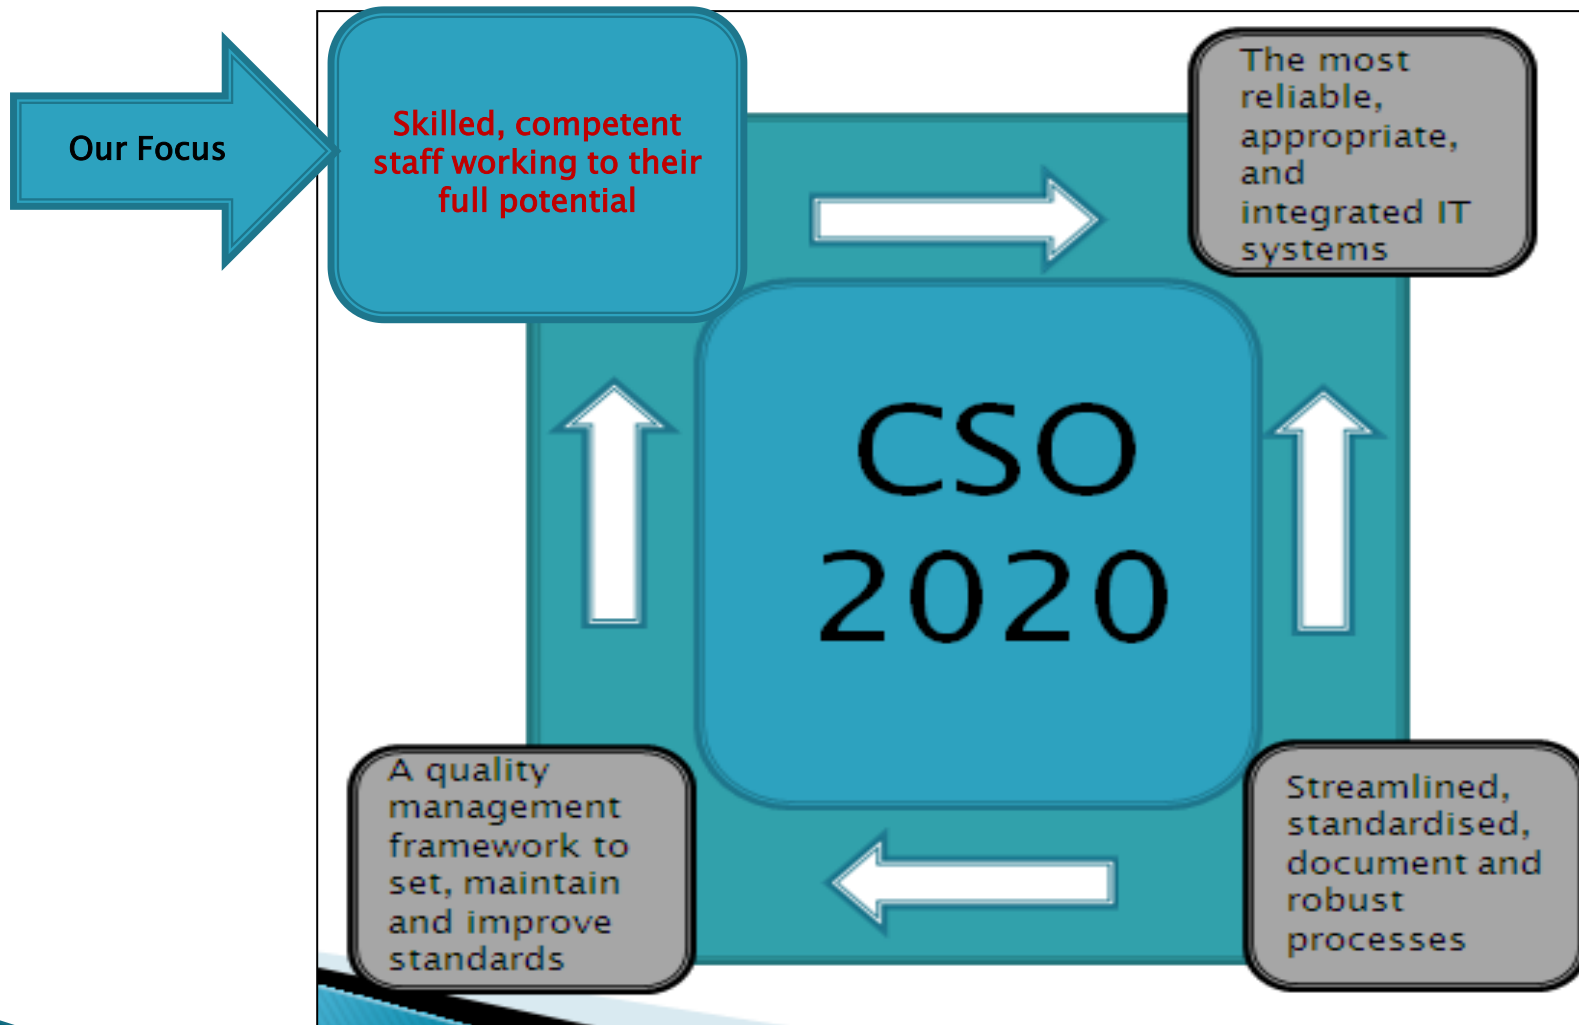 Our Focus
Skilled, competent
staff working to their
full potential
The most
reliable,
appropriate,
and
integrated IT
systems
CSO
2020
A quality
management
framework to
set, maintain
and improve
standards
Streamlined,
standardised,
document and
robust
processes